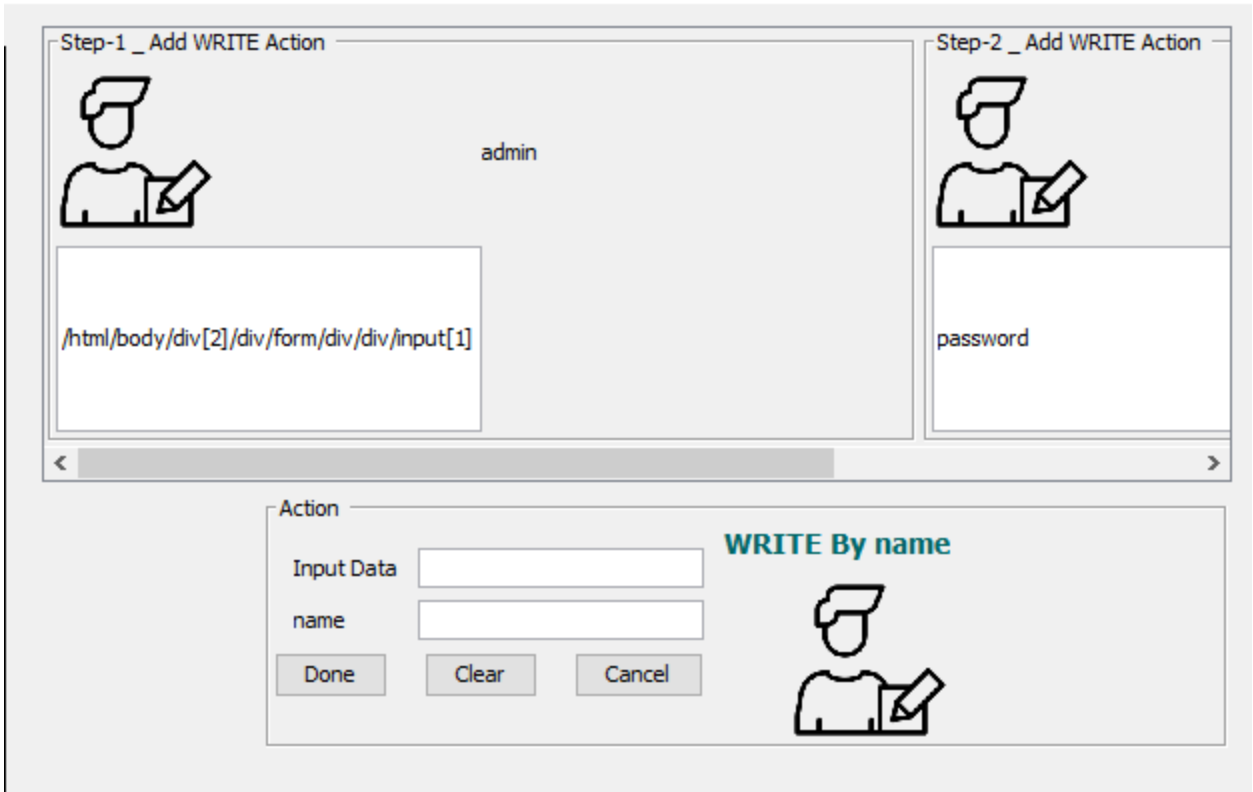 Step-1 _ Add WRITE Action
Step-2 _ Add WRITE Action
admin
/html/body/div[2]/div/form/div/div/input[1]
password
Action
WRITE By name
Input Data
name
Done
Clear
Cancel